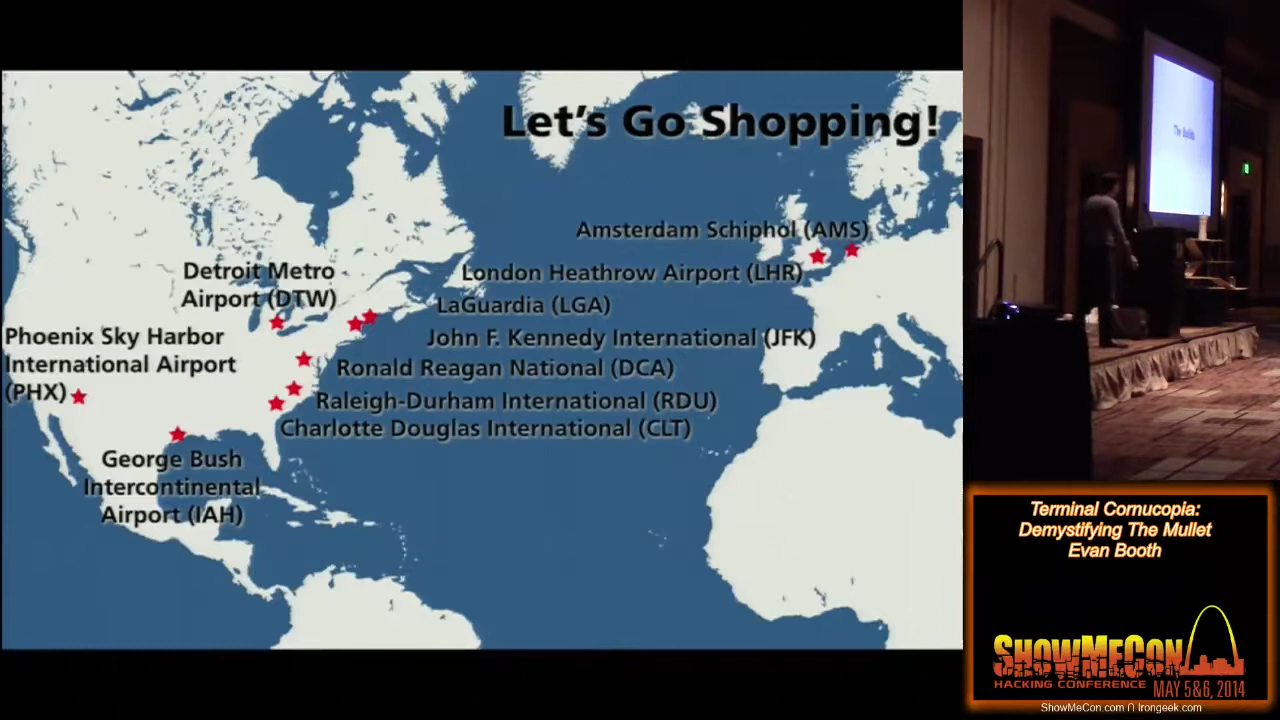 Let's Go Shopping!
Amsterdam Schiphol (AMS)
London Heathrow Airport (LHR)
LaGuardia (LGA)
John F. Kennedy International (JFK)
Ronald Reagan National (DCA)
Raleigh-Durham International (RDU)
Charlotte Douglas International (CLT)
Detroit Metro
Airport (DTW)
Phoenix Sky Harbor
International Airport
(PHX)
George Bush
Intercontinental
Airport (IAH)
Terminal Cornucopia:
Demystifying The Mullet
Evan Booth
ShowMeCon
HACKING CONFERENCE
MAY 5&6, 2014
ShowMeCon.com ∩ Irongeek.com